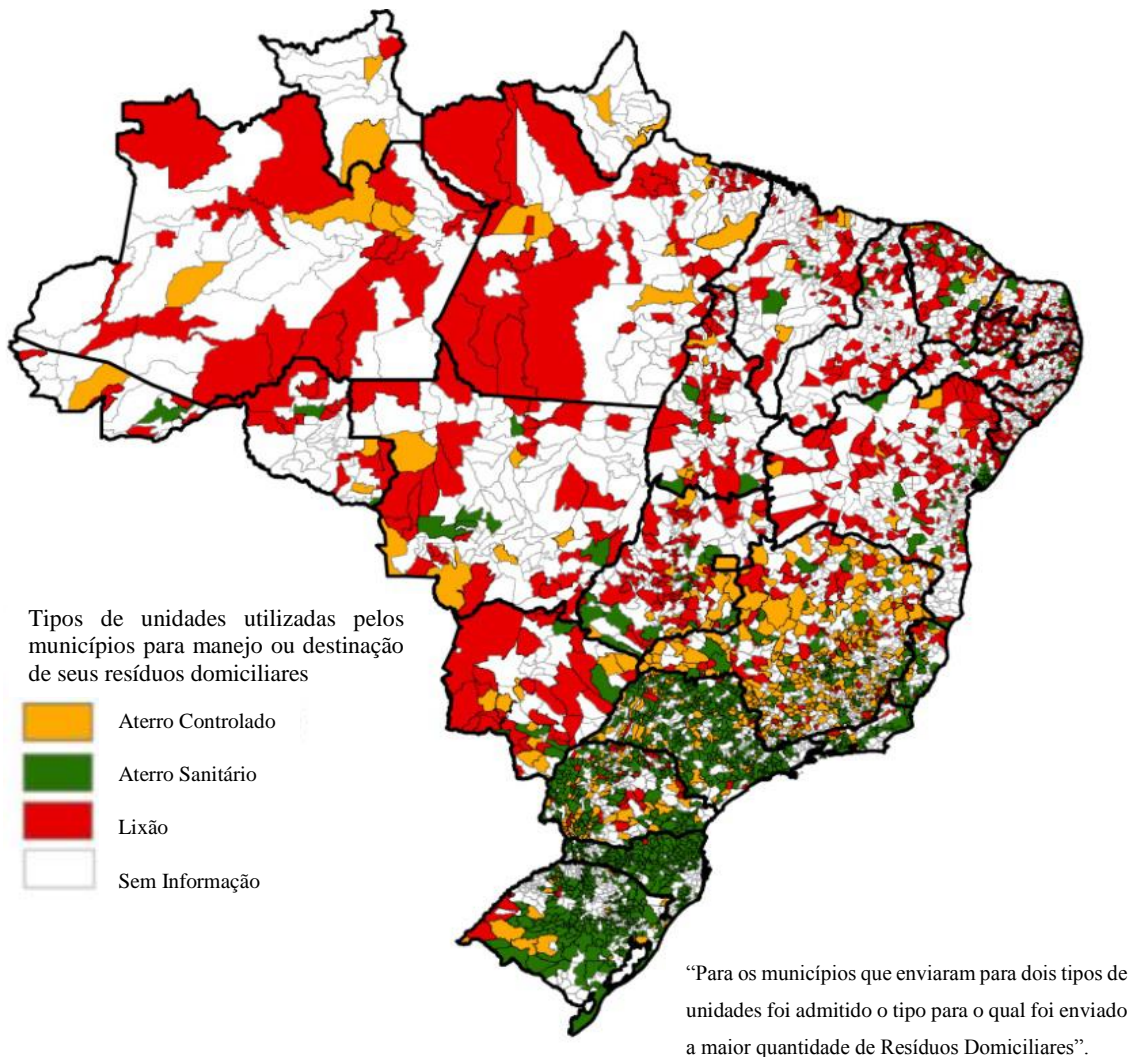 Tipos de unidades utilizadas pelos
municípios para manejo ou destinação
de seus resíduos domiciliares
Aterro Controlado
Aterro Sanitário
Lixão
Sem Informação
“Para os municípios que enviaram para dois tipos de
unidades foi admitido o tipo para o qual foi enviado
a maior quantidade de Resíduos Domiciliares”.